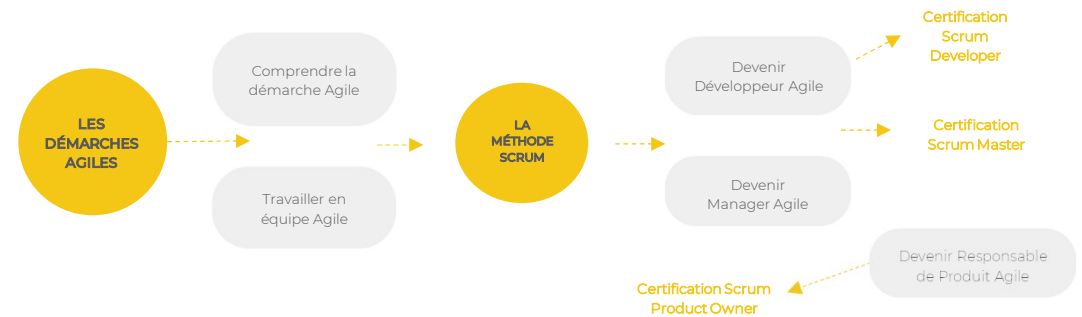 LES
DÉMARCHES
AGILES
Comprendre la
démarche Agile
Travailler en
équipe Agile
LA
MÉTHODE
SCRUM
Devenir
Développeur Agile
Devenir
Manager Agile
Certification
Scrum
Developer
Certification
Scrum Master
Devenir Responsable
de Produit Agile
Certification Scrum
Product Owner